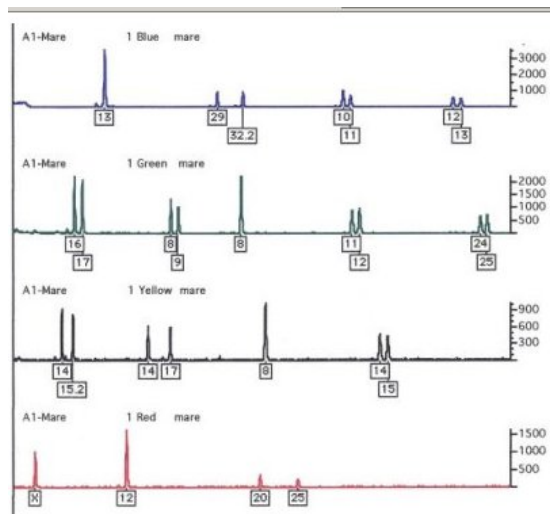 A1-Mare 1 Blue mare
3000
2000
1000
13 29 10 12
32.2 11 13
A1-Mare 1 Green mare
2000
1500
1000
500
16 8 8 11 24
17 9 12 25
A1-Mare 1 Yellow mare
900
600
300
14 14 17 8 14
15.2 15
A1-Mare 1 Red mare
1500
1000
500
X 12 20 25